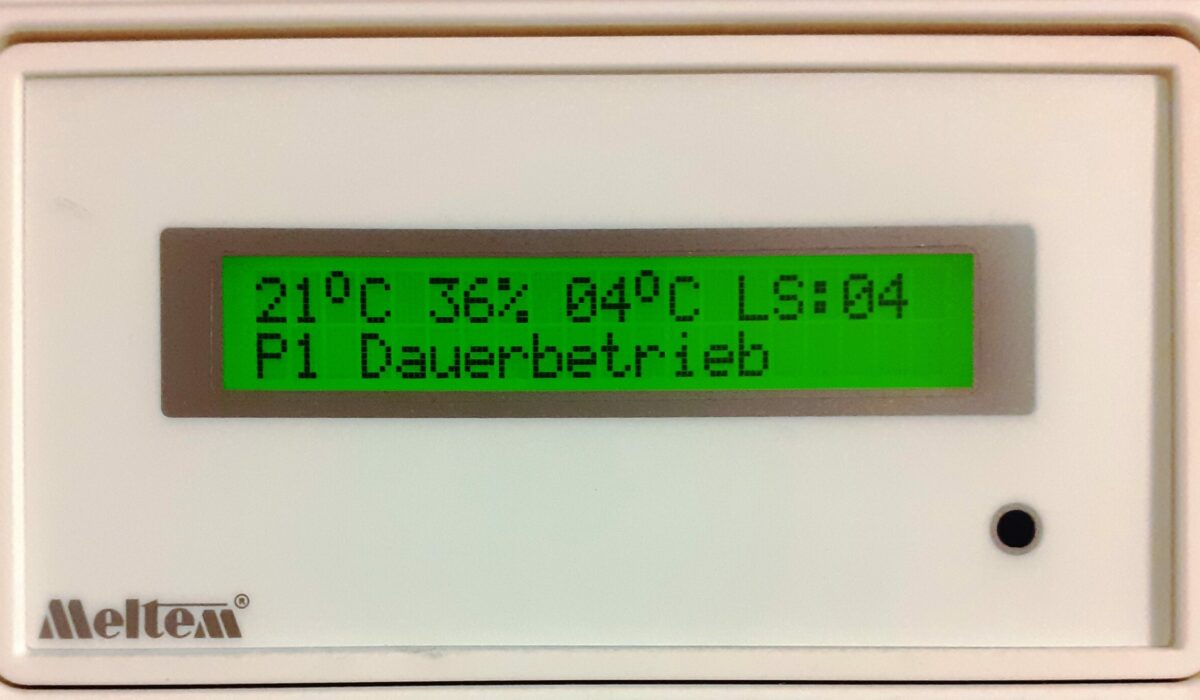 21°C 36% 04°C LS:04
P1 Dauerbetrieb
Meltem®